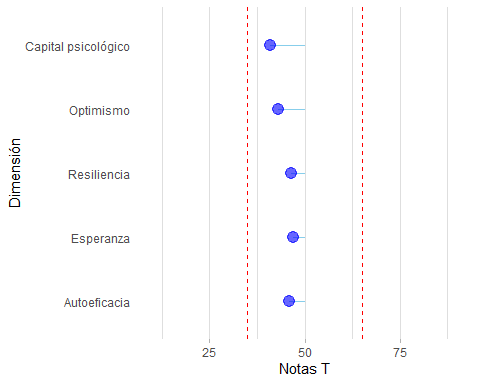 Capital psicológico
Optimismo
Resiliencia
Esperanza
Autoeficacia
Dimensión
25
50
75
Notas T